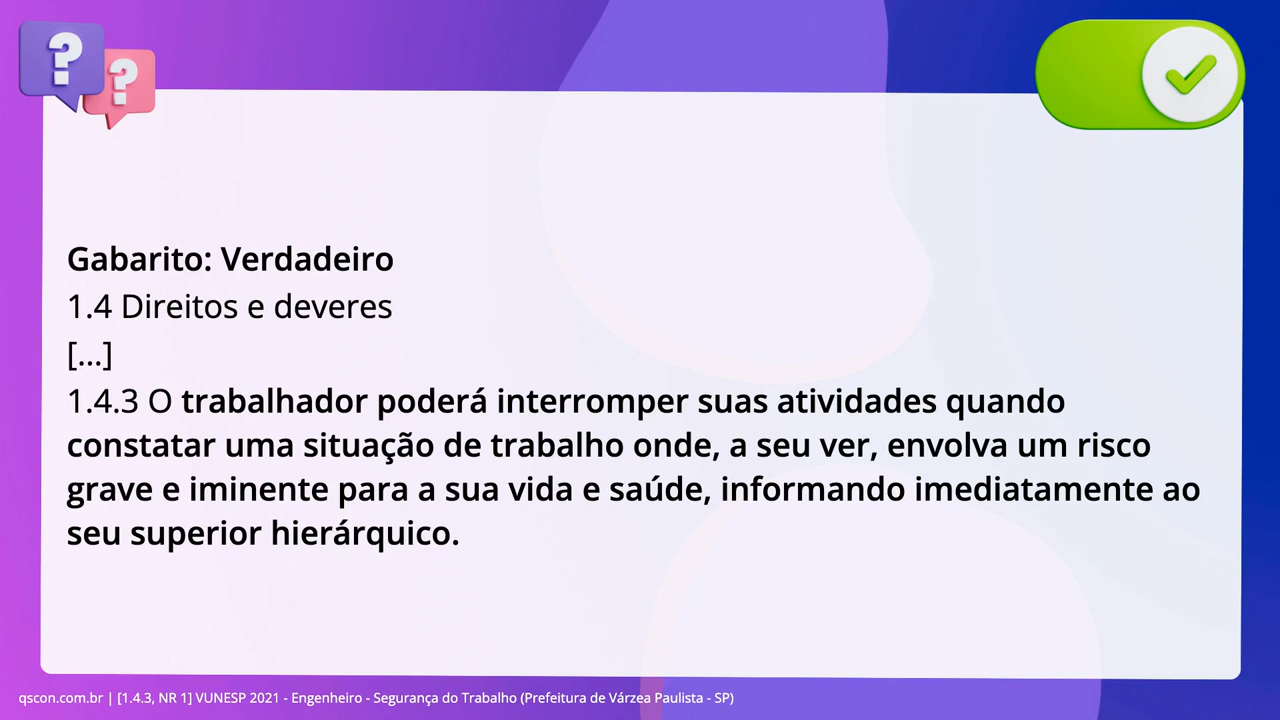 ?
?
Gabarito: Verdadeiro
1.4 Direitos e deveres
[...]
1.4.3 O trabalhador poderá interromper suas atividades quando
constatar uma situação de trabalho onde, a seu ver, envolva um risco
grave e iminente para a sua vida e saúde, informando imediatamente ao
seu superior hierárquico.
qscon.com.br | [1.4.3, NR 1] VUNESP 2021 - Engenheiro - Segurança do Trabalho (Prefeitura de Várzea Paulista - SP)